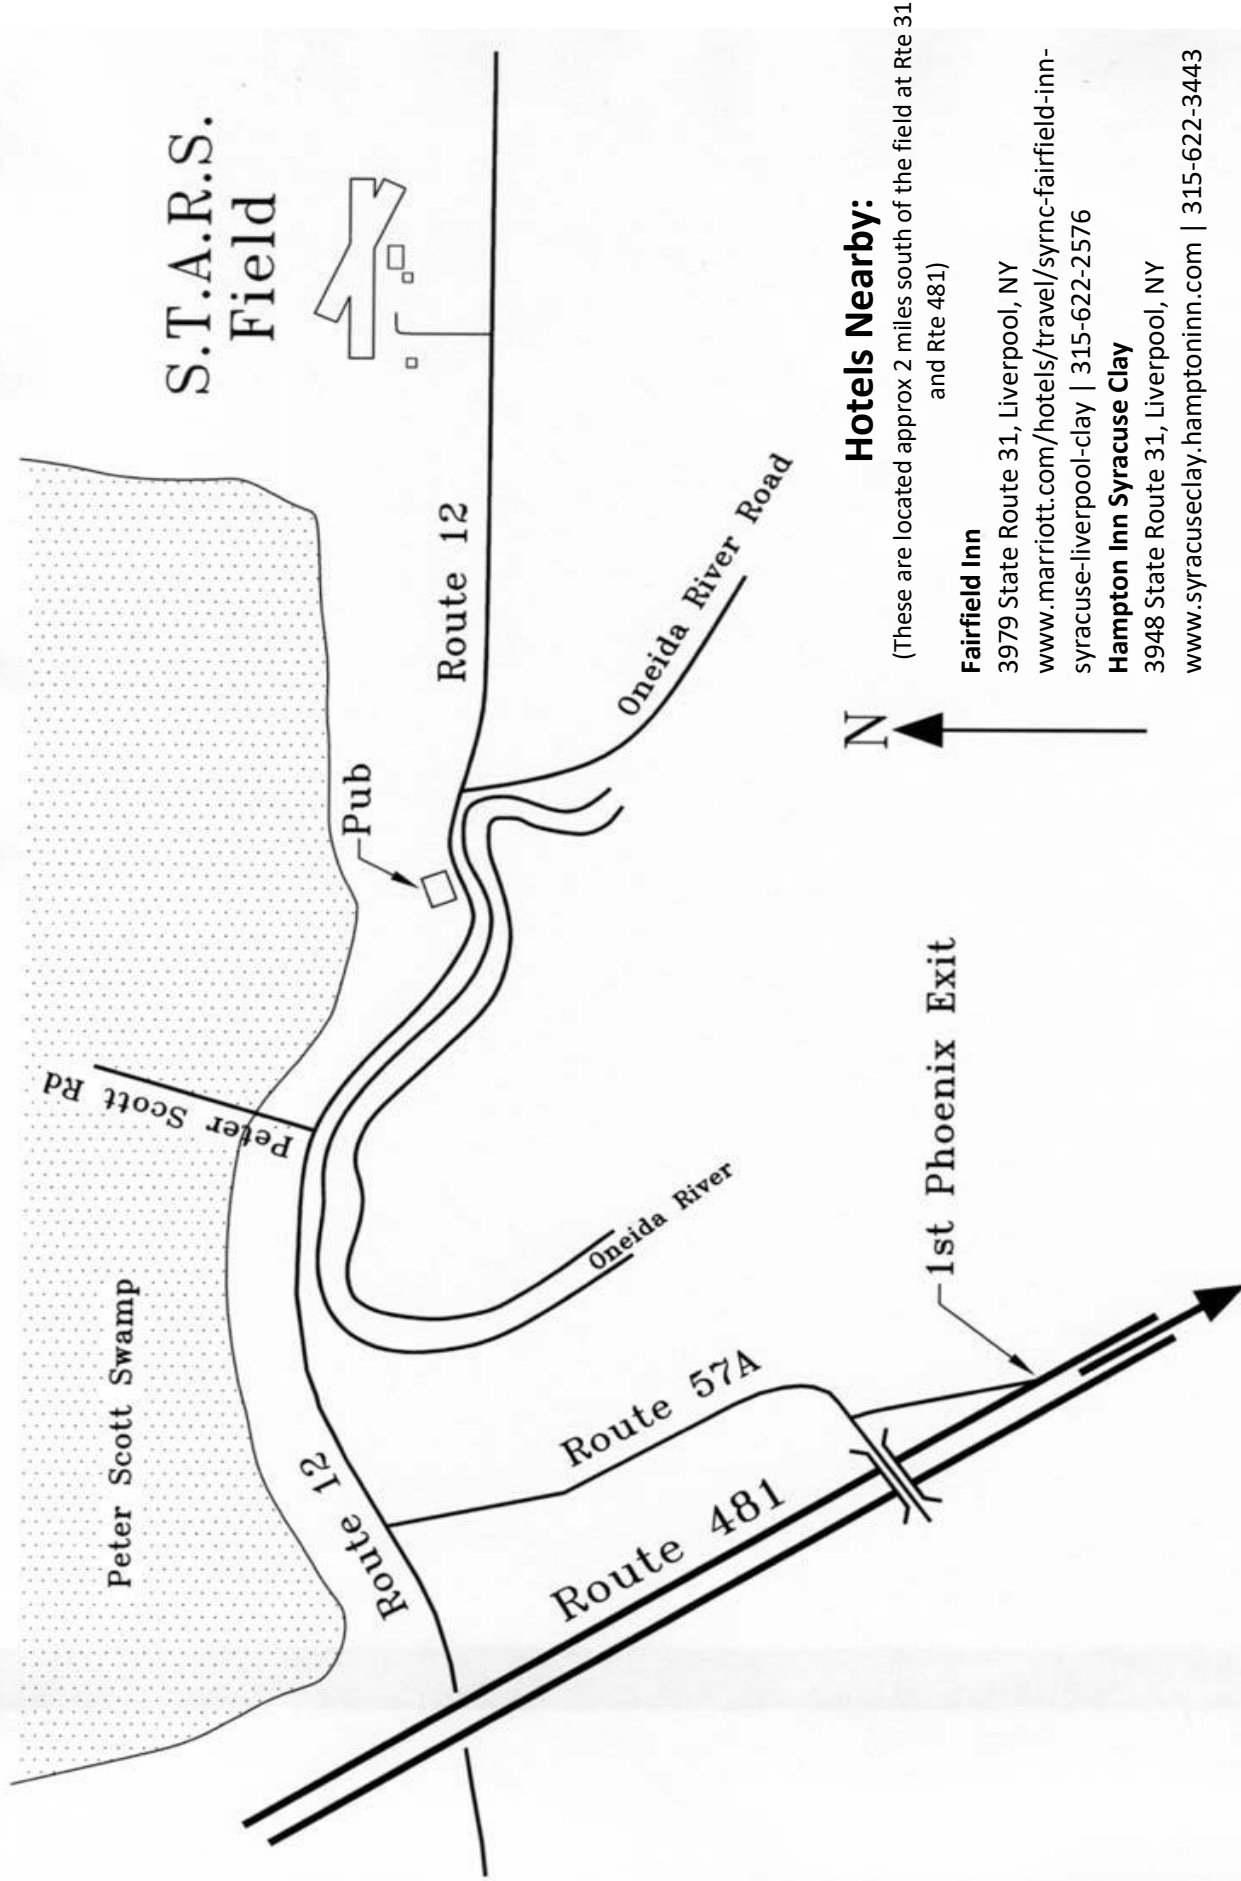 S.T.A.R.S.
Field
Peter Scott Swamp
Peter Scott Rd
Pub
Route 12
Route 12
Oneida River Road
Oneida River
Route 57A
Route 481
1st Phoenix Exit
N
Hotels Nearby:
(These are located approx 2 miles south of the field at Rte 31
and Rte 481)
Fairfield Inn
3979 State Route 31, Liverpool, NY
www.marriott.com/hotels/travel/syrnc-fairfield-inn-
syracuse-liverpool-clay | 315-622-2576
Hampton Inn Syracuse Clay
3948 State Route 31, Liverpool, NY
www.syracuseclay.hamptoninn.com | 315-622-3443